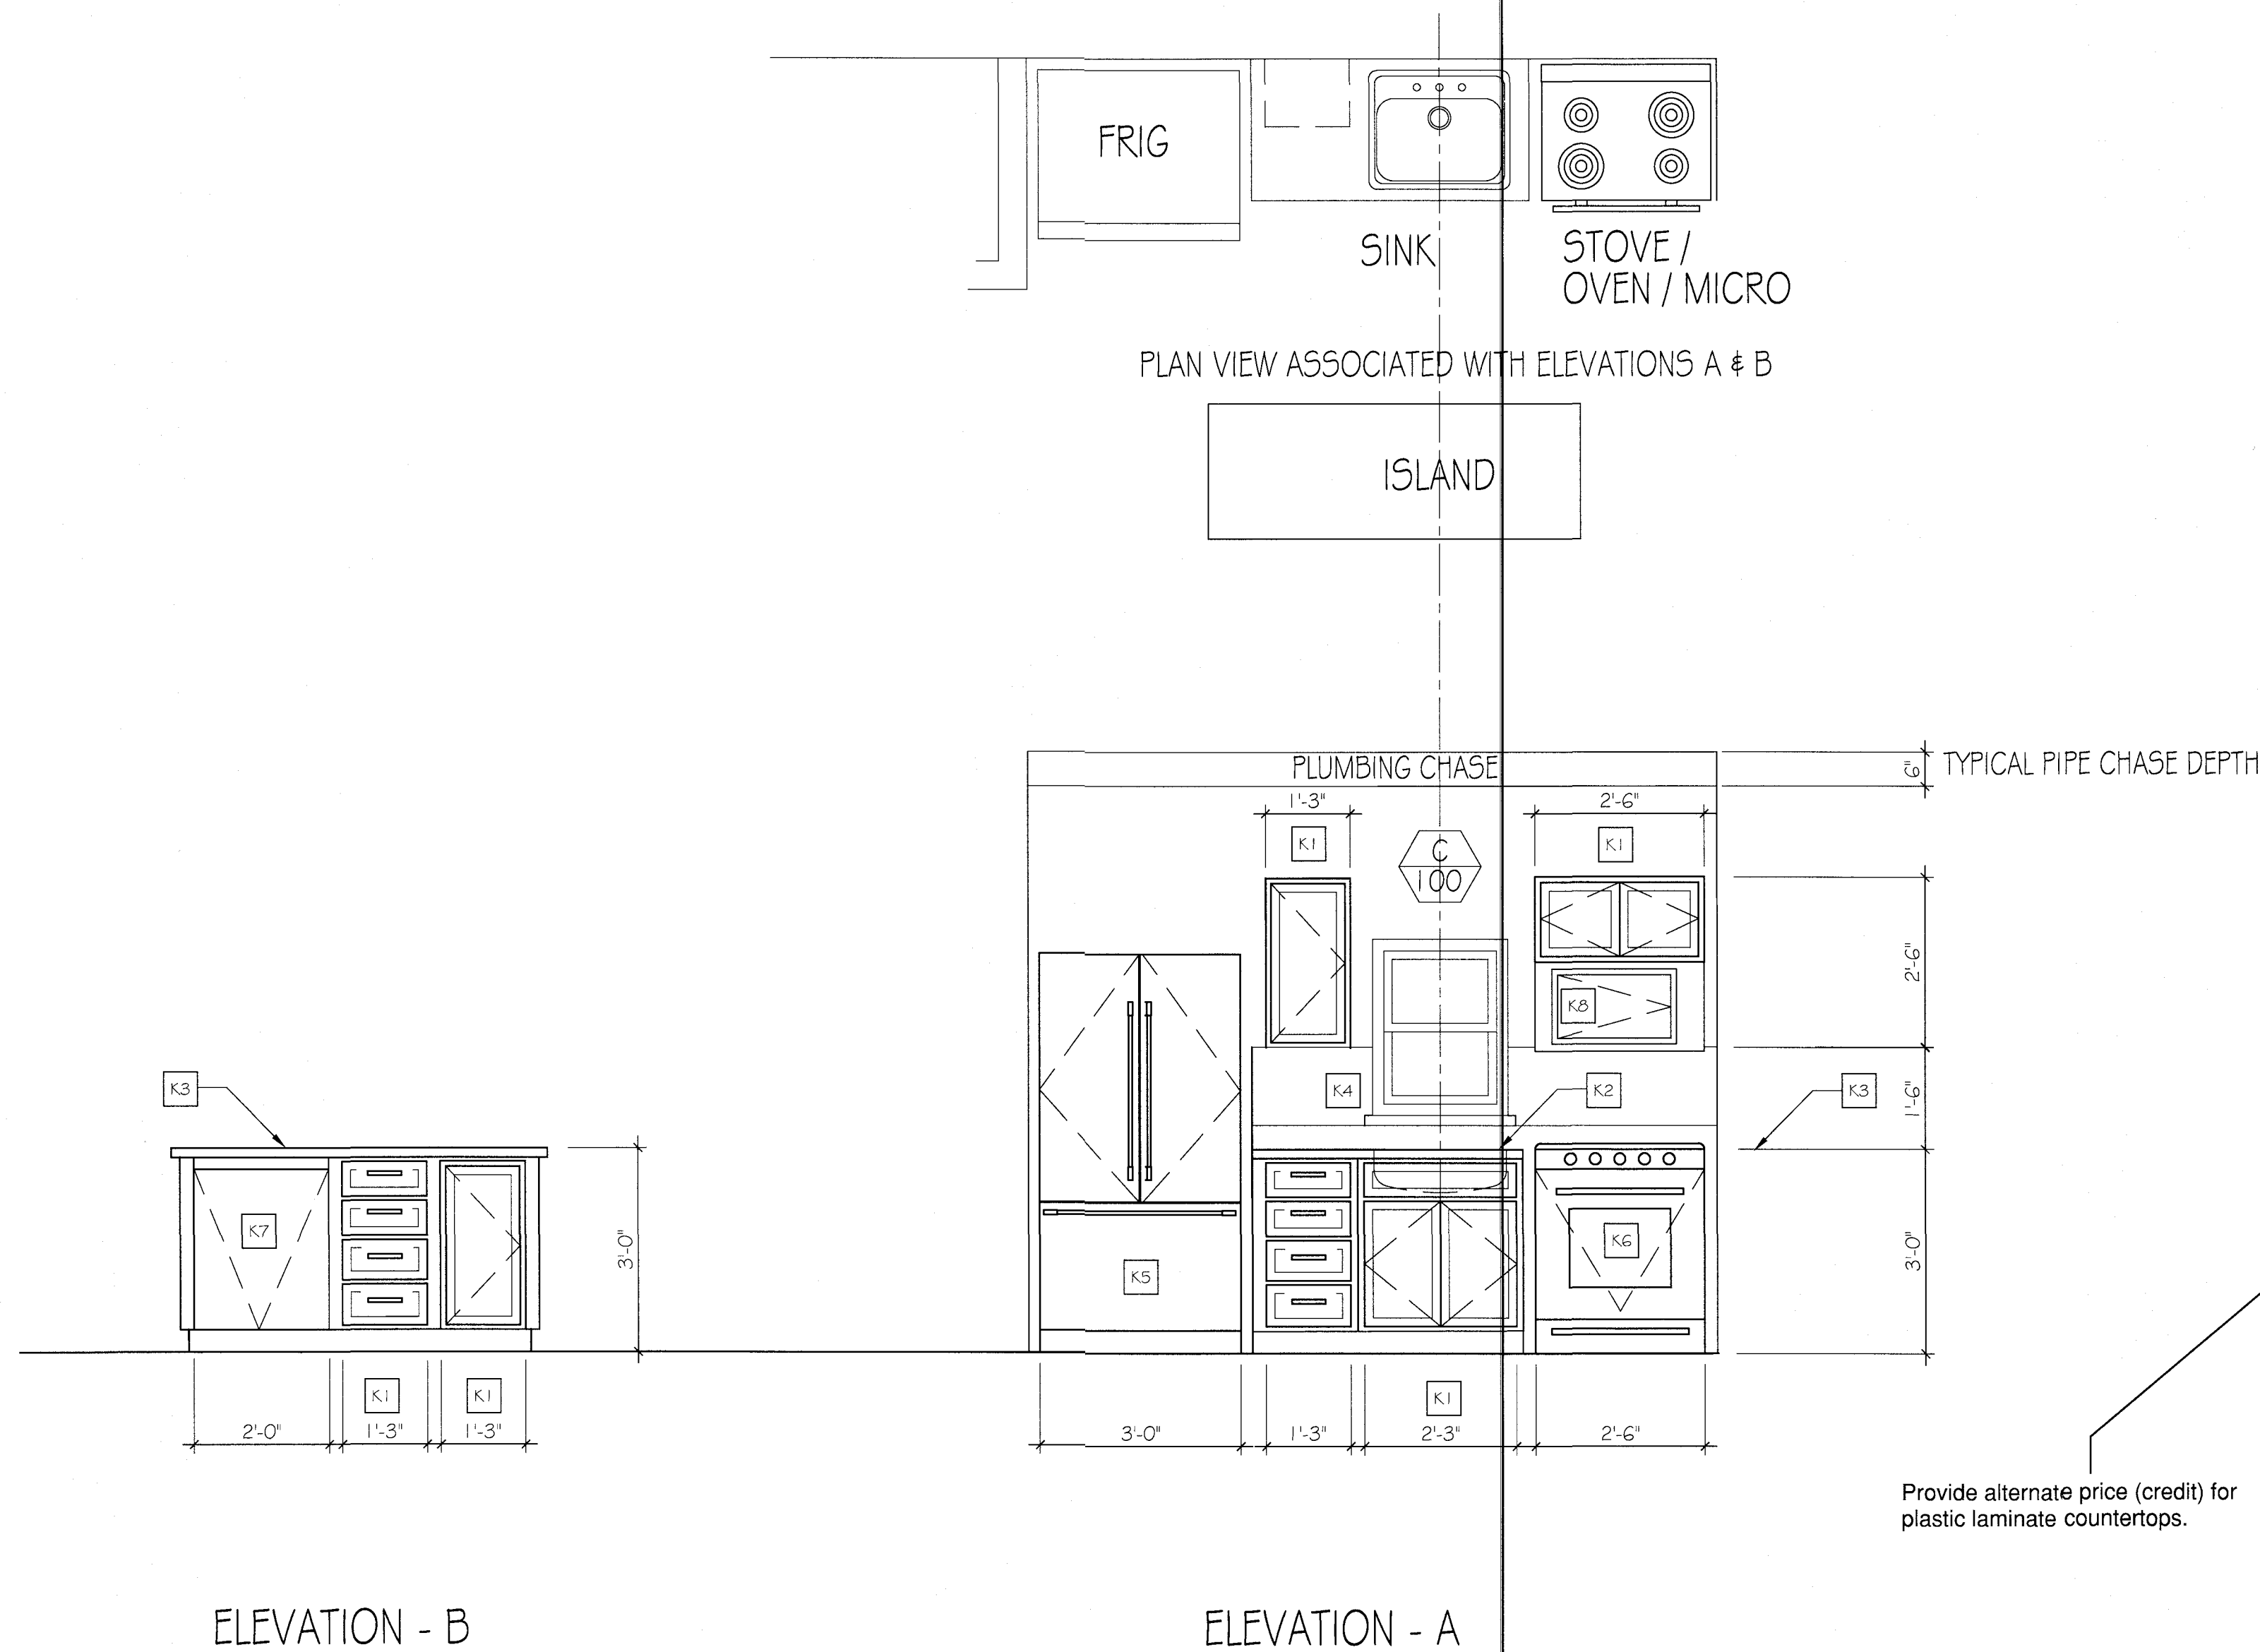 FRIG
SINK
STOVE /
OVEN / MICRO
PLAN VIEW ASSOCIATED WITH ELEVATIONS A & B
ISLAND
PLUMBING CHASE
6"
TYPICAL PIPE CHASE DEPTH
1'-3"
2'-6"
K1
C
100
K1
2'-6"
K8
K3
K4
K2
K3
1'-6"
K7
3'-0"
K5
K6
3'-0"
K1
K1
K1
2'-0"
1'-3"
1'-3"
3'-0"
1'-3"
2'-3"
2'-6"
Provide alternate price (credit) for
plastic laminate countertops.
ELEVATION - B
ELEVATION - A